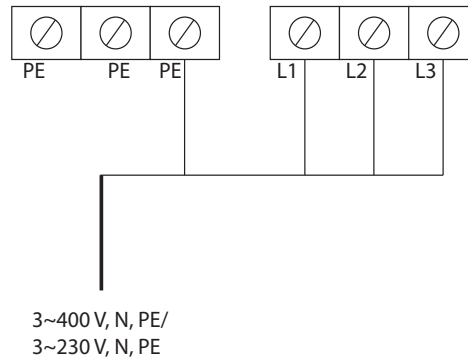 PE PE PE L1 L2 L3
3~400 V, N, PE/
3~230 V, N, PE